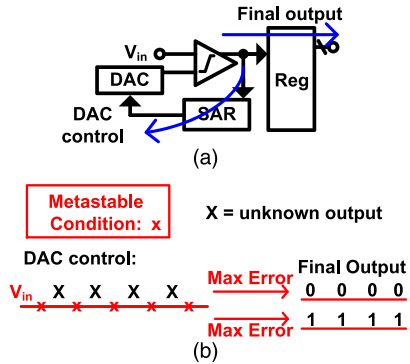 Final output
Vin
DAC
Reg
DAC
control
SAR
(a)
Metastable
Condition: x
X = unknown output
DAC control:
Vin
X X X X
x x x x x
Max Error
Max Error
Final Output
0 0 0 0
1 1 1 1
(b)